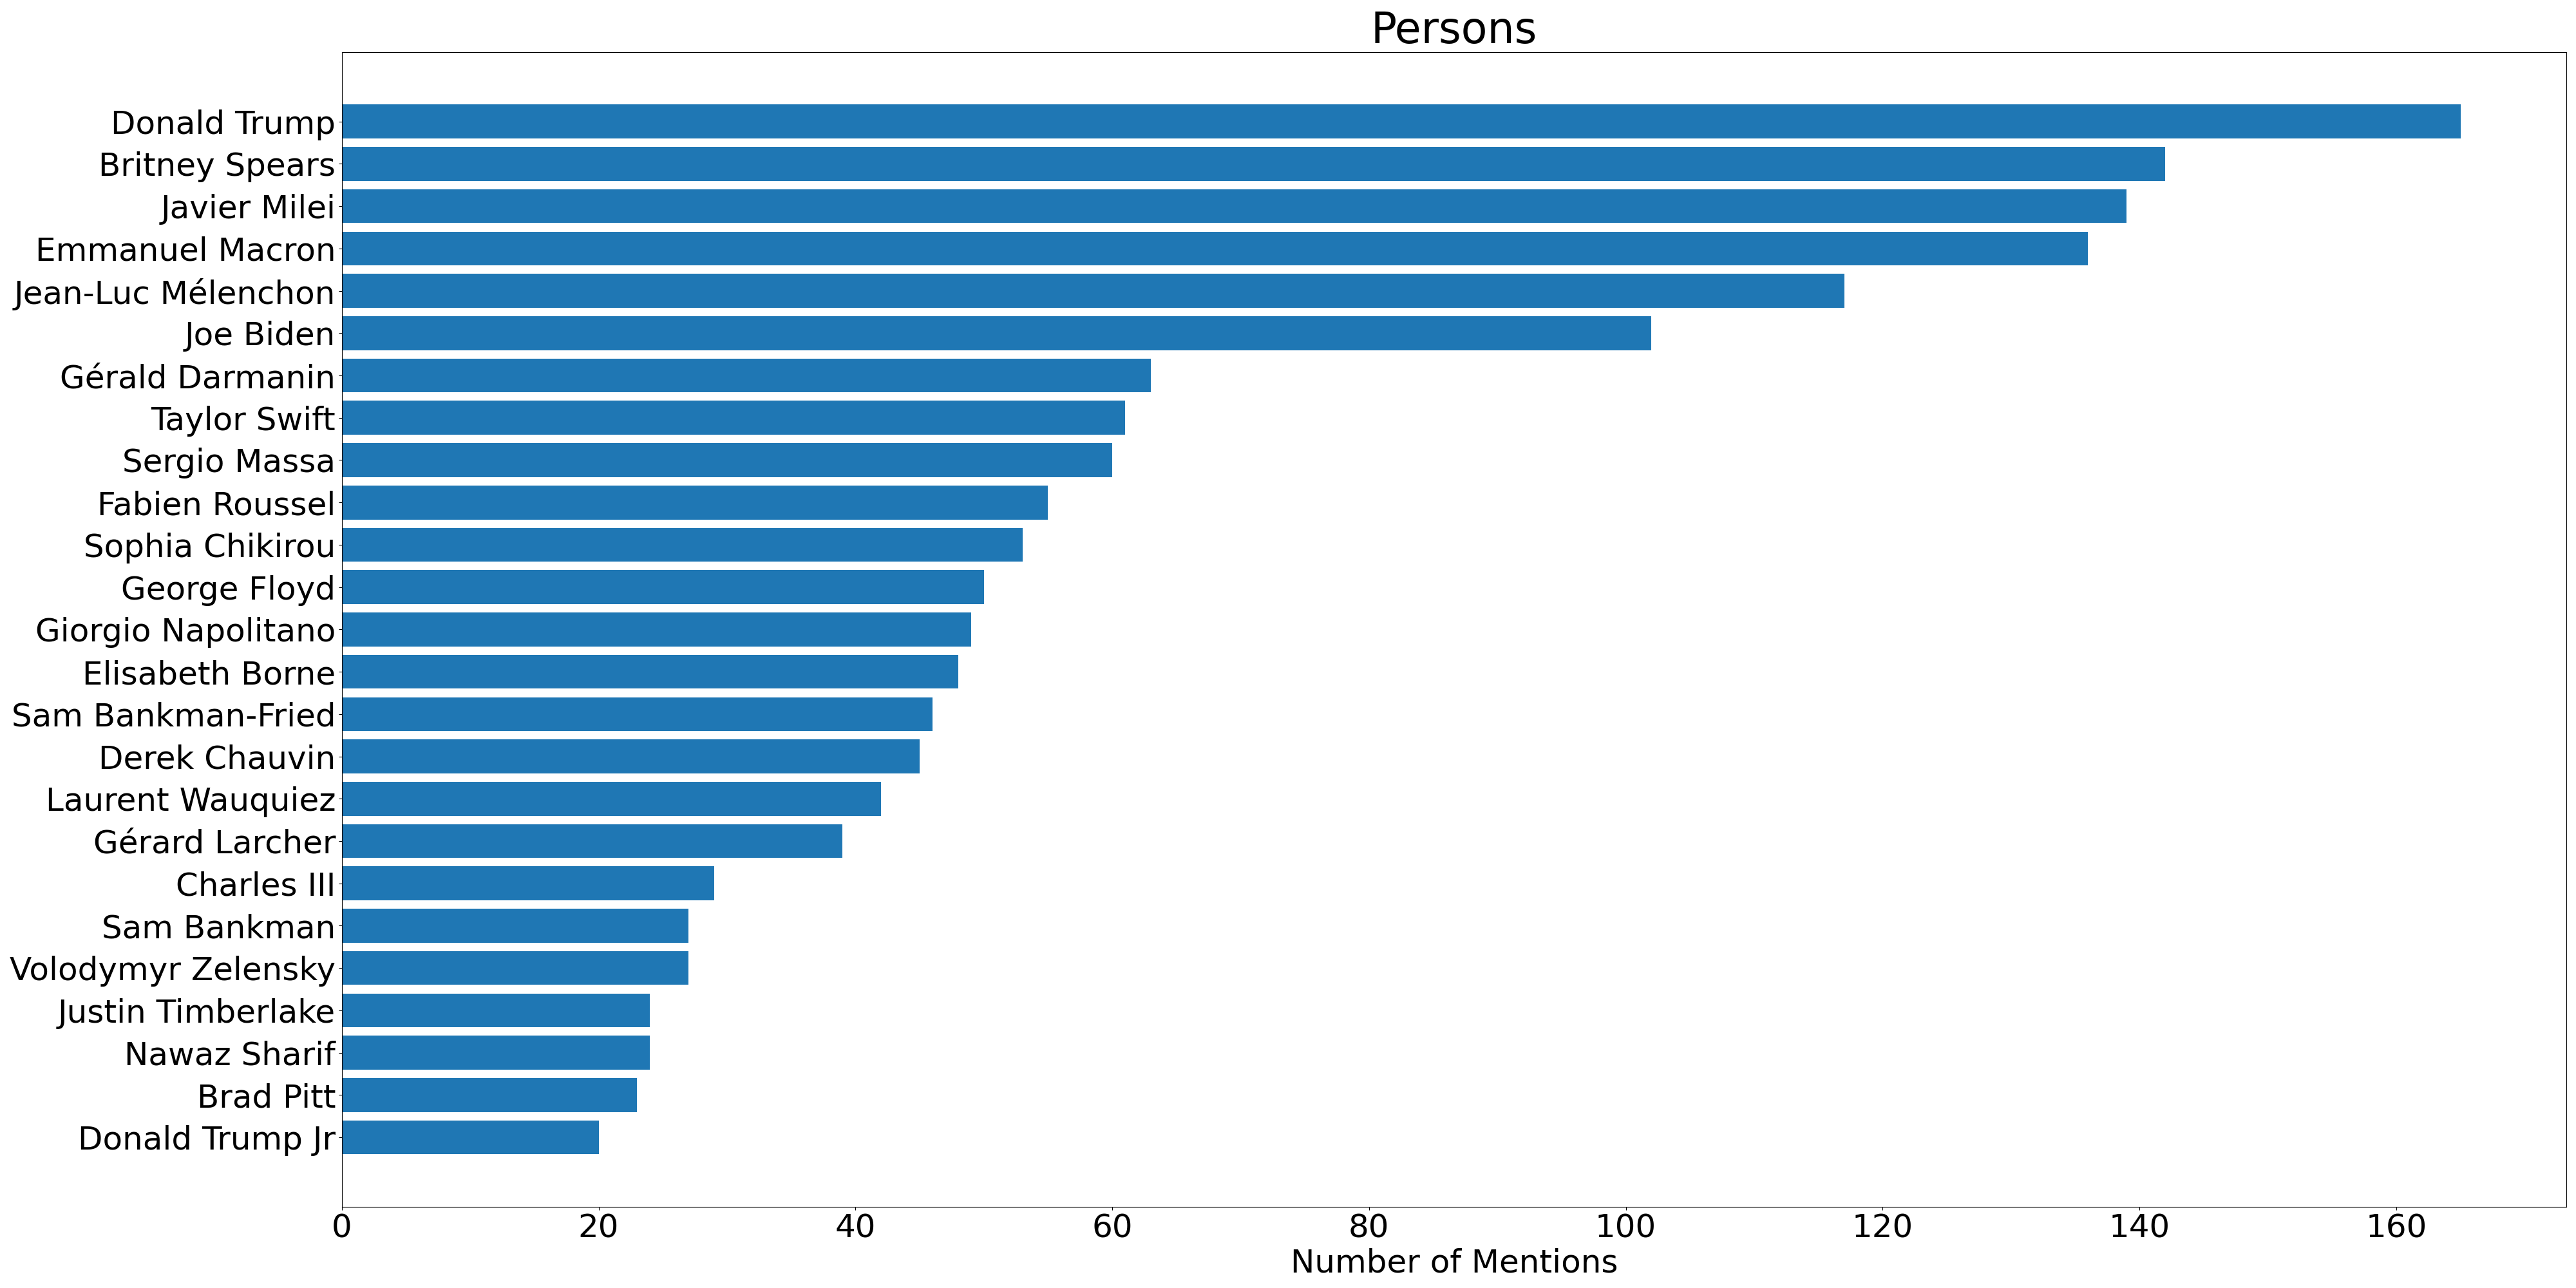 Persons
Donald Trump
Britney Spears
Javier Milei
Emmanuel Macron
Jean-Luc Mélenchon
Joe Biden
Gérald Darmanin
Taylor Swift
Sergio Massa
Fabien Roussel
Sophia Chikirou
George Floyd
Giorgio Napolitano
Elisabeth Borne
Sam Bankman-Fried
Derek Chauvin
Laurent Wauquiez
Gérard Larcher
Charles III
Sam Bankman
Volodymyr Zelensky
Justin Timberlake
Nawaz Sharif
Brad Pitt
Donald Trump Jr
0 20 40 60 80 100 120 140 160
Number of Mentions